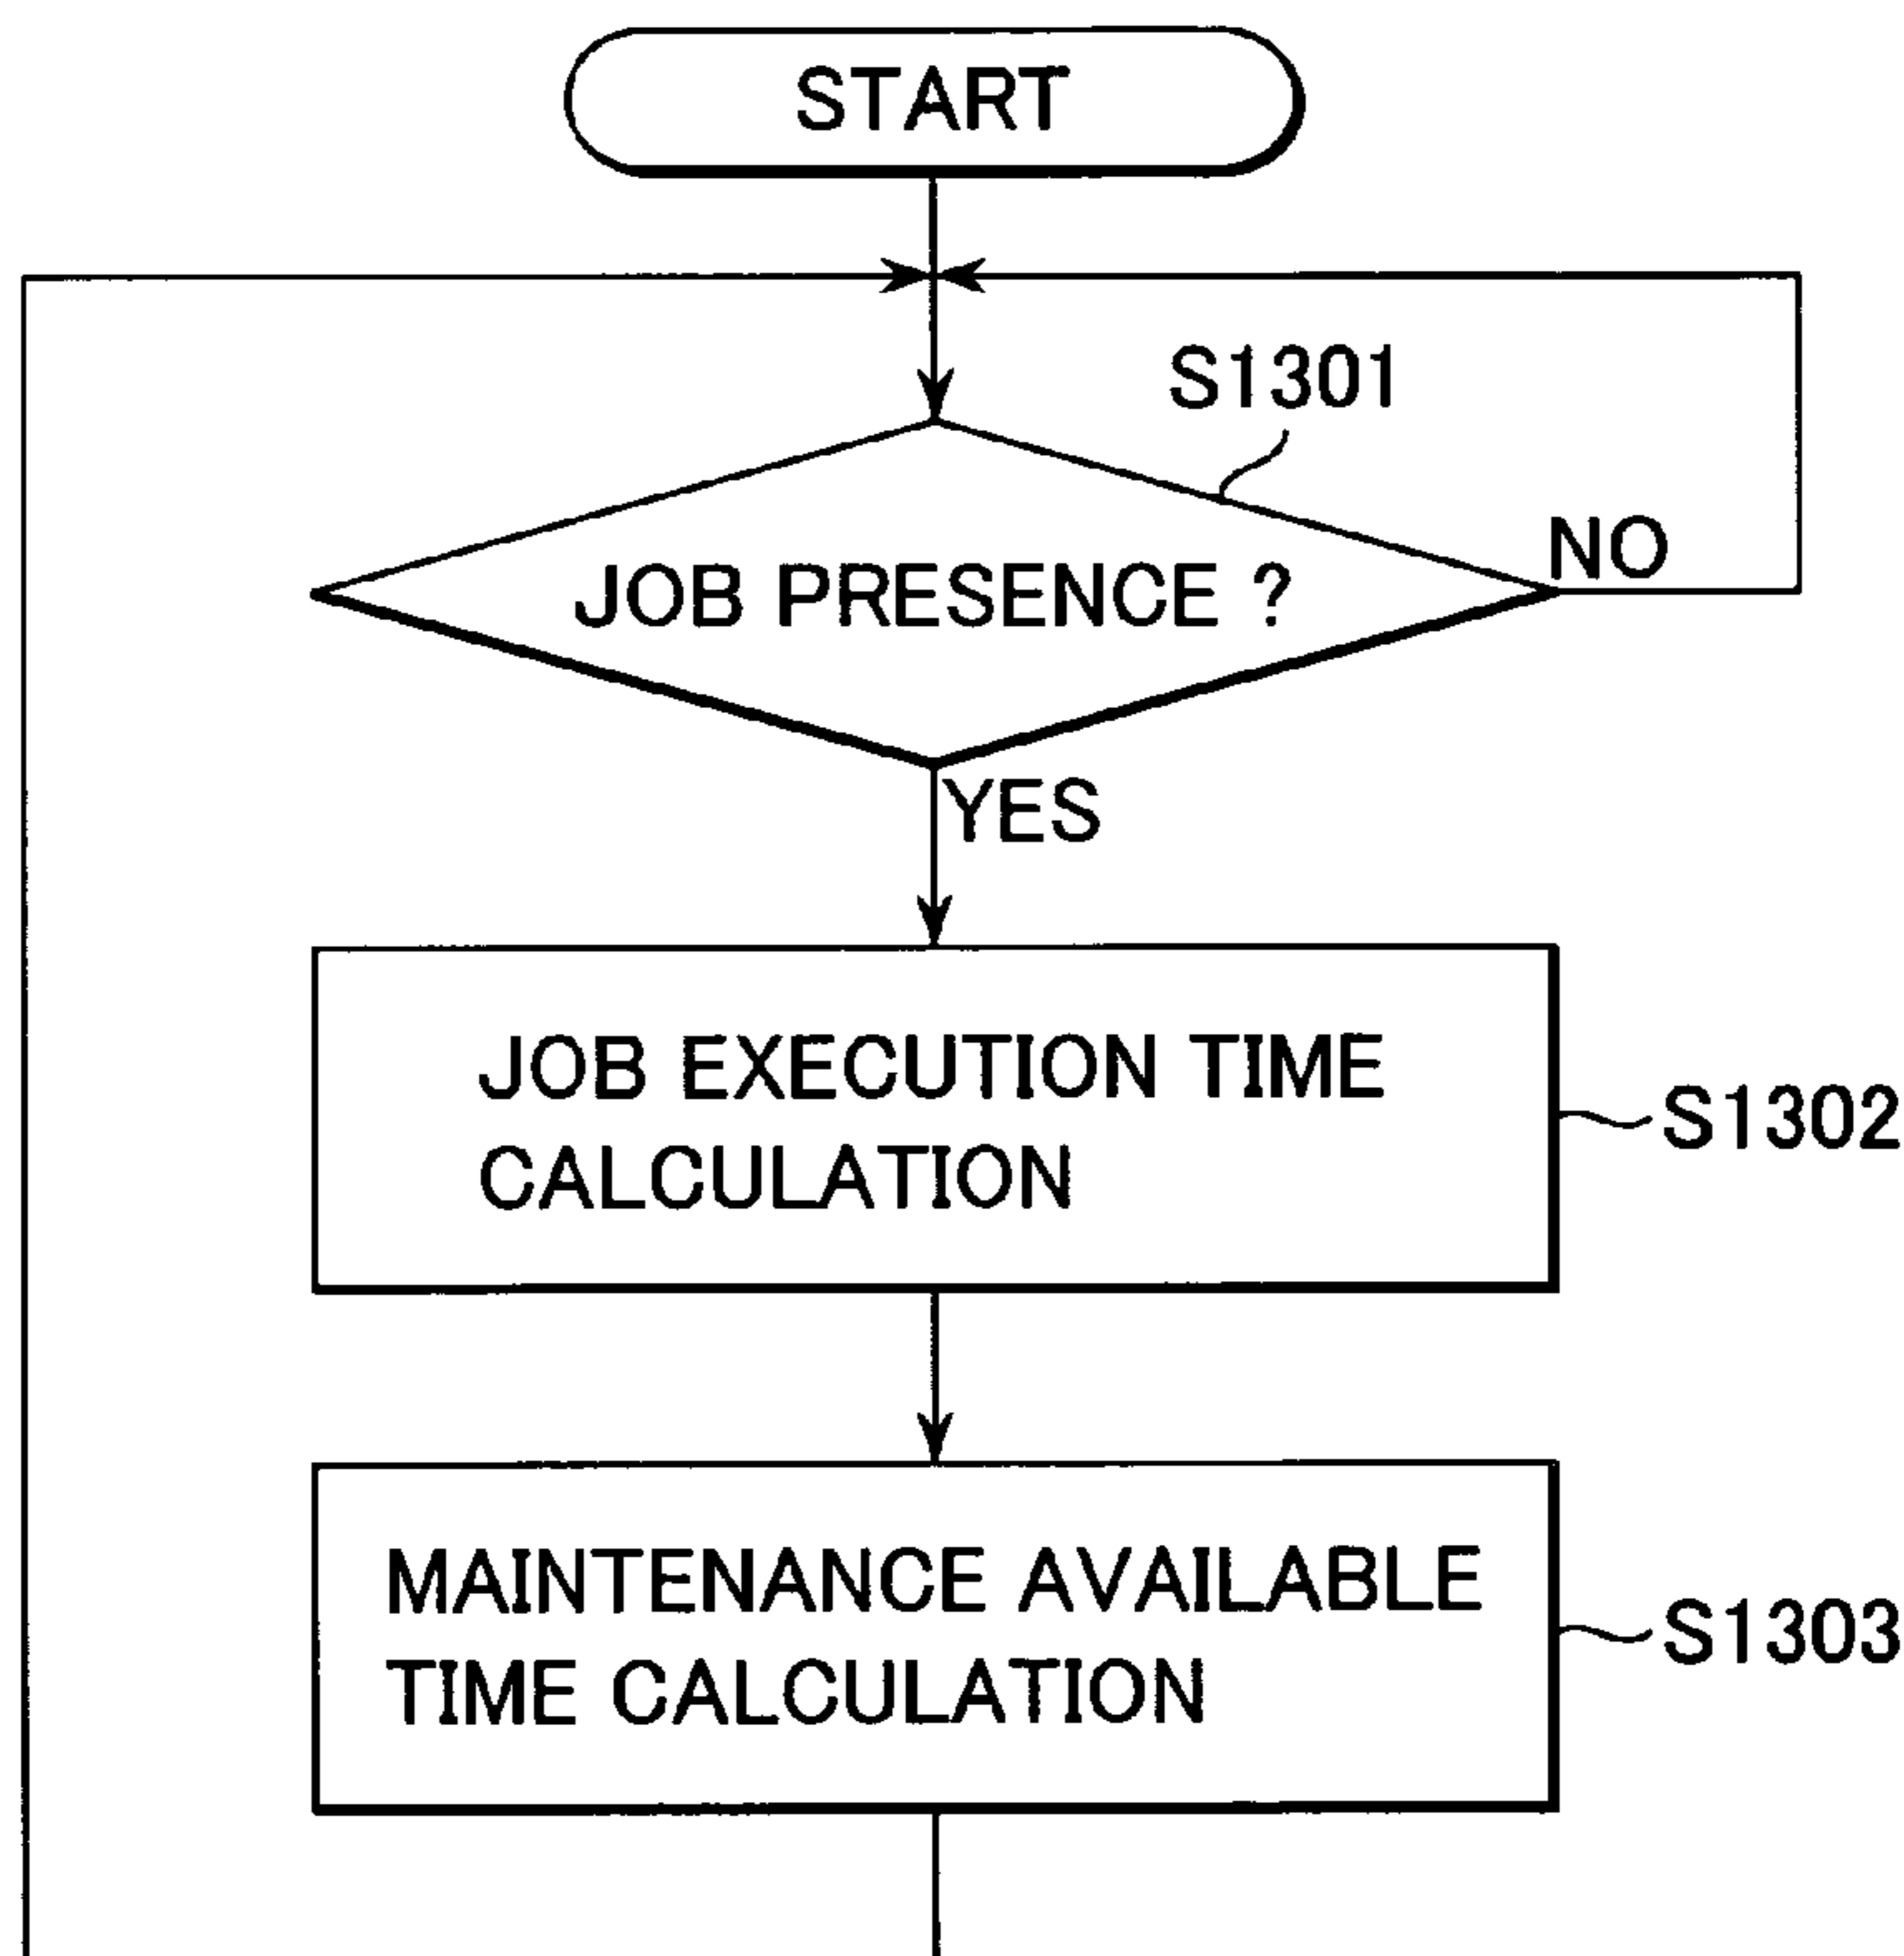 START
S1301
NO
JOB PRESENCE ?
YES
JOB EXECUTION TIME
CALCULATION
S1302
MAINTENANCE AVAILABLE
TIME CALCULATION
S1303